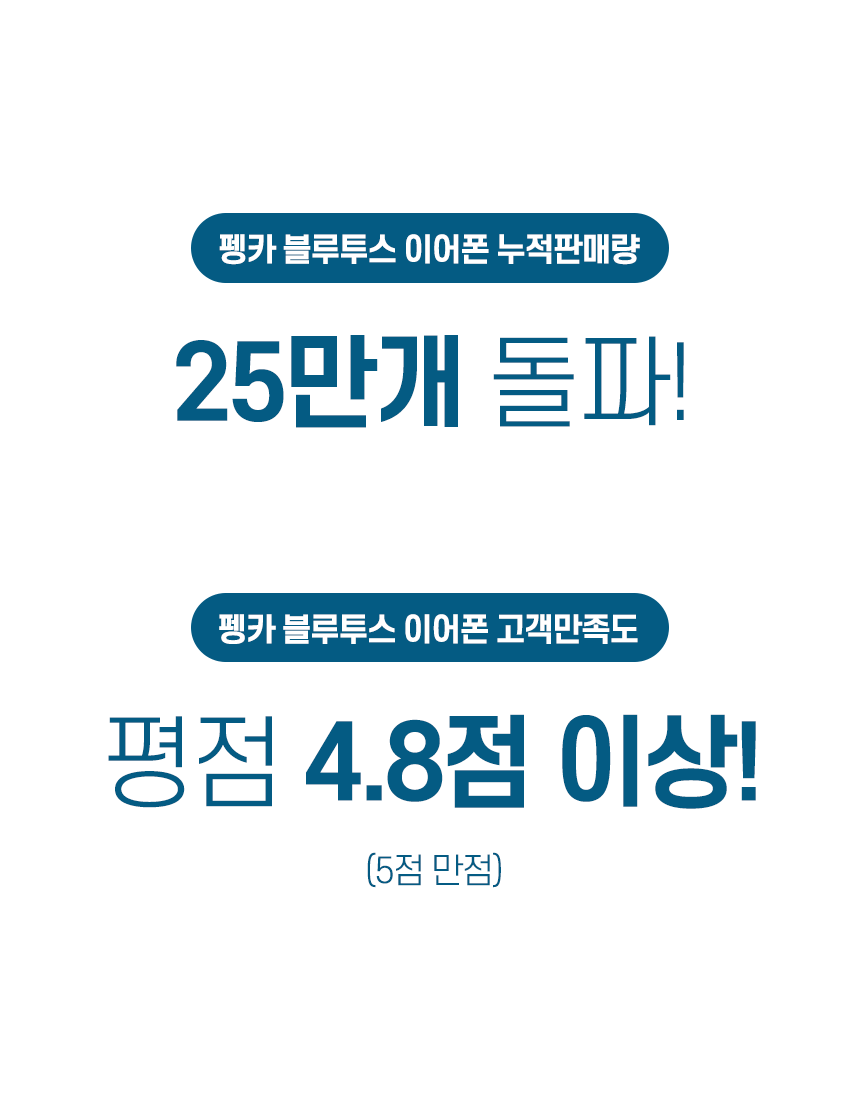 펭카 블루투스 이어폰 누적판매량
25만개 돌파!
펭카 블루투스 이어폰 고객만족도
평점 4.8점 이상!
(5점 만점)